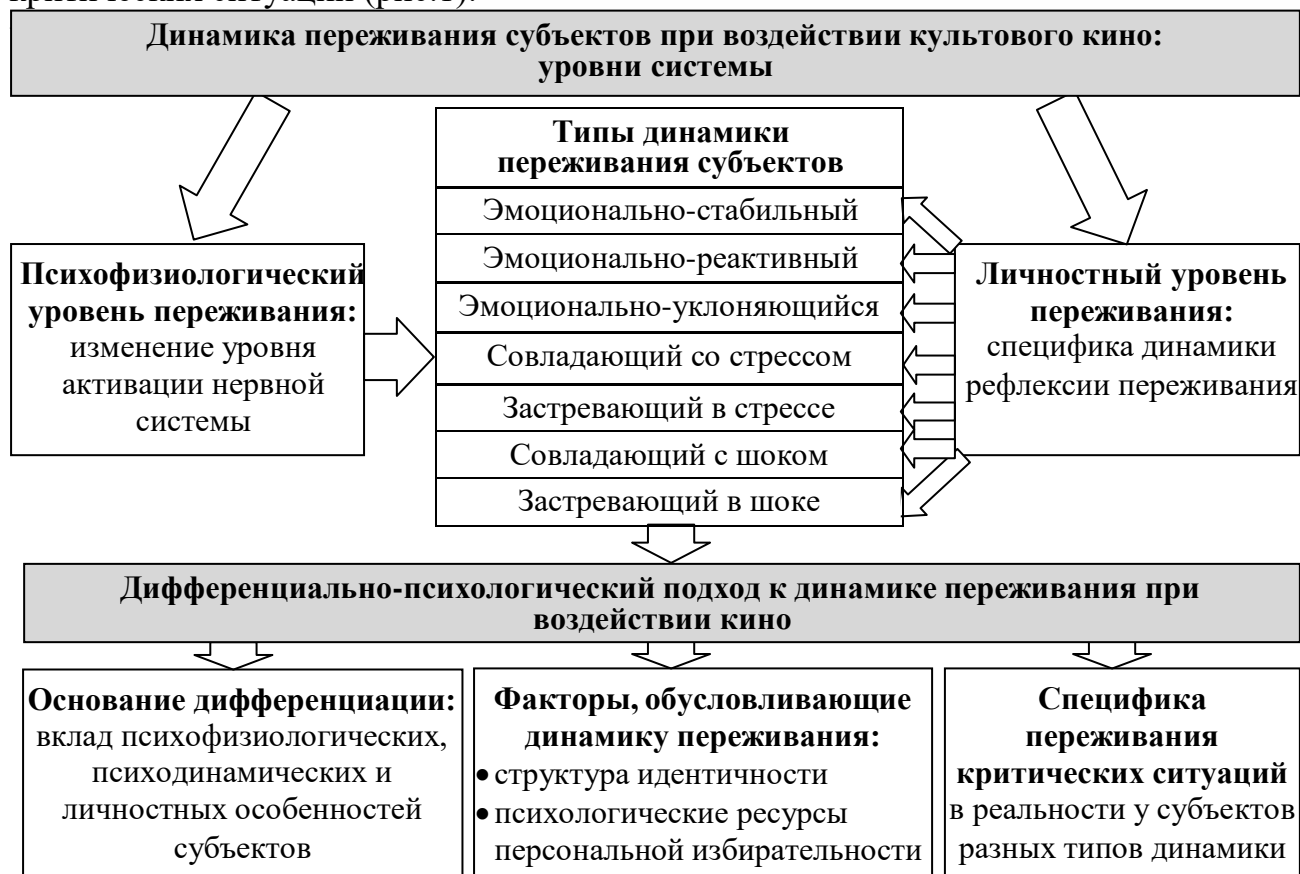 Динамика переживания субъектов при воздействии культового кино:
уровни системы
Типы динамики
переживания субъектов
Эмоционально-стабильный
Эмоционально-реактивный
Эмоционально-уклоняющийся
Совладающий со стрессом
Застревающий в стрессе
Совладающий с шоком
Застревающий в шоке
Психофизиологический
уровень переживания:
изменение уровня
активации нервной
системы
Личностный уровень
переживания:
специфика динамики
рефлексии переживания
Дифференциально-психологический подход к динамике переживания при
воздействии кино
Основание дифференциации:
вклад психофизиологических,
психодинамических и
личностных особенностей
субъектов
Факторы, обусловливающие
динамику переживания:
• структура идентичности
• психологические ресурсы
персональной избирательности
Специфика
переживания
критических ситуаций
в реальности у субъектов
разных типов динамики